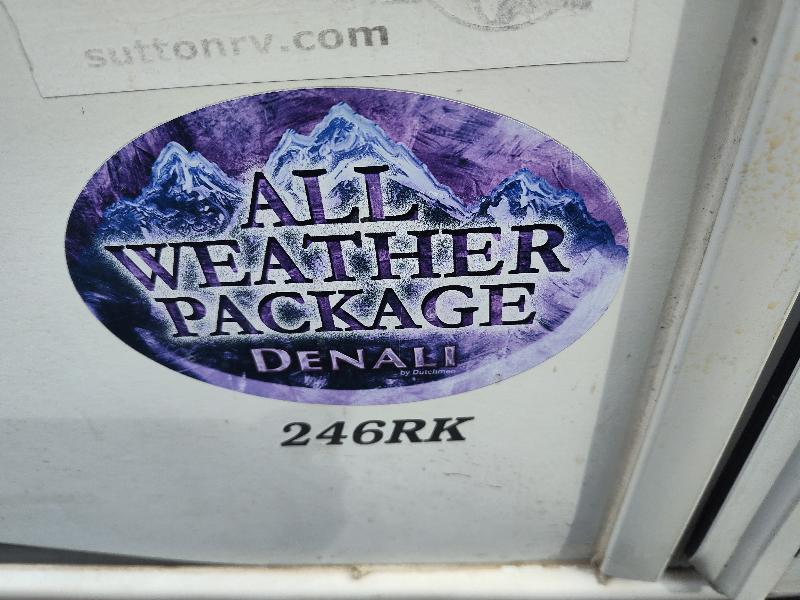 suttonrv.com
ALL
WEATHER
PACKAGE
DENALI
by Dutchmen
246RK